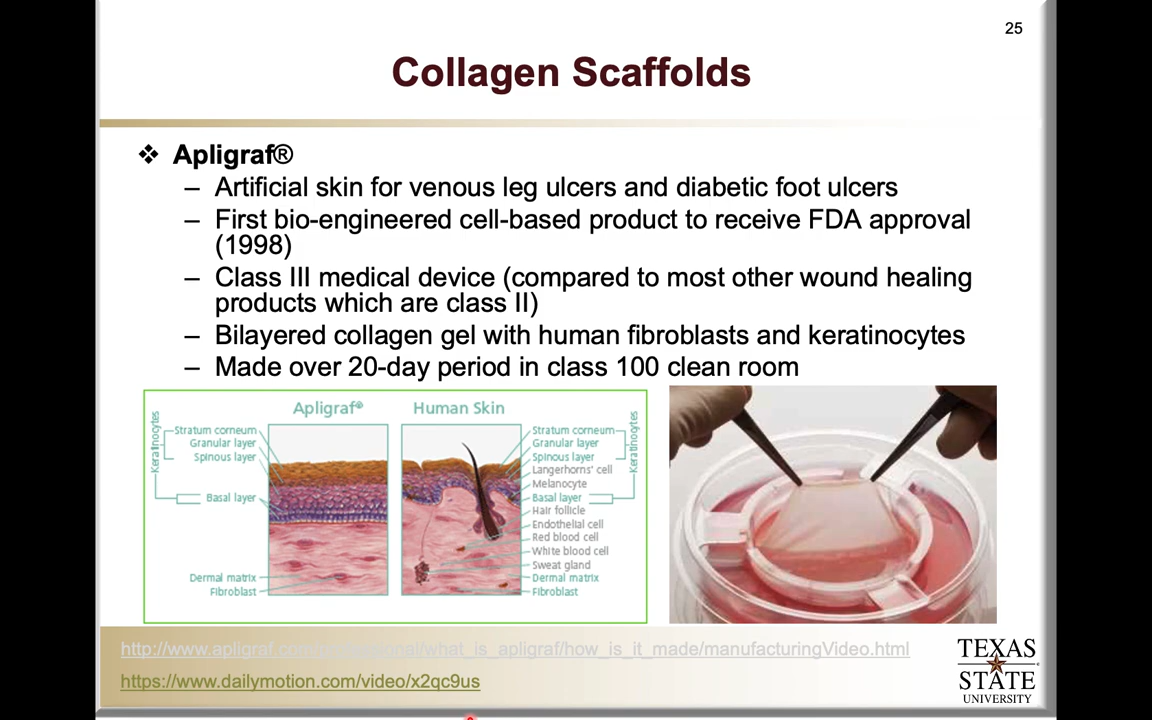 25
Collagen Scaffolds
❖ Apligraf®
– Artificial skin for venous leg ulcers and diabetic foot ulcers
– First bio-engineered cell-based product to receive FDA approval
(1998)
– Class III medical device (compared to most other wound healing
products which are class II)
– Bilayered collagen gel with human fibroblasts and keratinocytes
– Made over 20-day period in class 100 clean room
Apligraf®
Keratinocytes
Stratum corneum
Granular layer
Spinous layer
Basal layer
Dermal matrix
Fibroblast
Human Skin
Stratum corneum
Granular layer
Spinous layer
Langerhorns' cell
Melanocyte
Basal layer
Hair follicle
Endothelial cell
Red blood cell
White blood cell
Sweat gland
Dermal matrix
Fibroblast
Keratinocytes
http://www.apligraf.com/professional/what_is_apligraf/how_is_it_made/manufacturingVideo.html
https://www.dailymotion.com/video/x2qc9us
TEXAS
STATE
UNIVERSITY